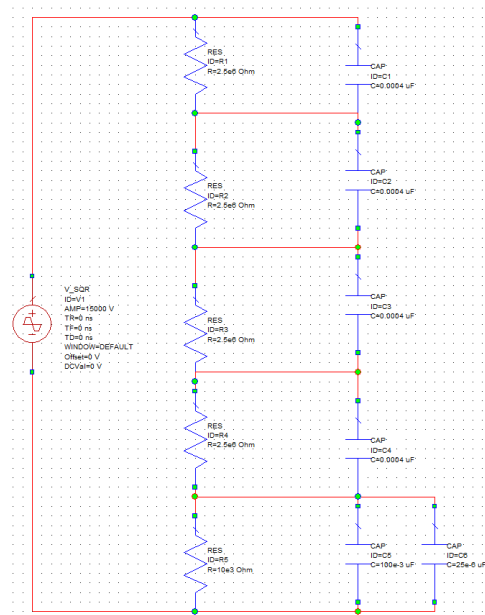 RES
ID=R1
R=2.5e6 Ohm
CAP
ID=C1
C=0.0004 uF
RES
ID=R2
R=2.5e6 Ohm
CAP
ID=C2
C=0.0004 uF
V_SQR
ID=V1
AMP=15000 V
TR=0 ns
TF=0 ns
TD=0 ns
WINDOW=DEFAULT
Offset=0 V
DCVal=0 V
RES
ID=R3
R=2.5e6 Ohm
CAP
ID=C3
C=0.0004 uF
RES
ID=R4
R=2.5e6 Ohm
CAP
ID=C4
C=0.0004 uF
RES
ID=R5
R=10e3 Ohm
CAP
ID=C5
C=100e-3 uF
CAP
ID=C6
C=25e-6 uF